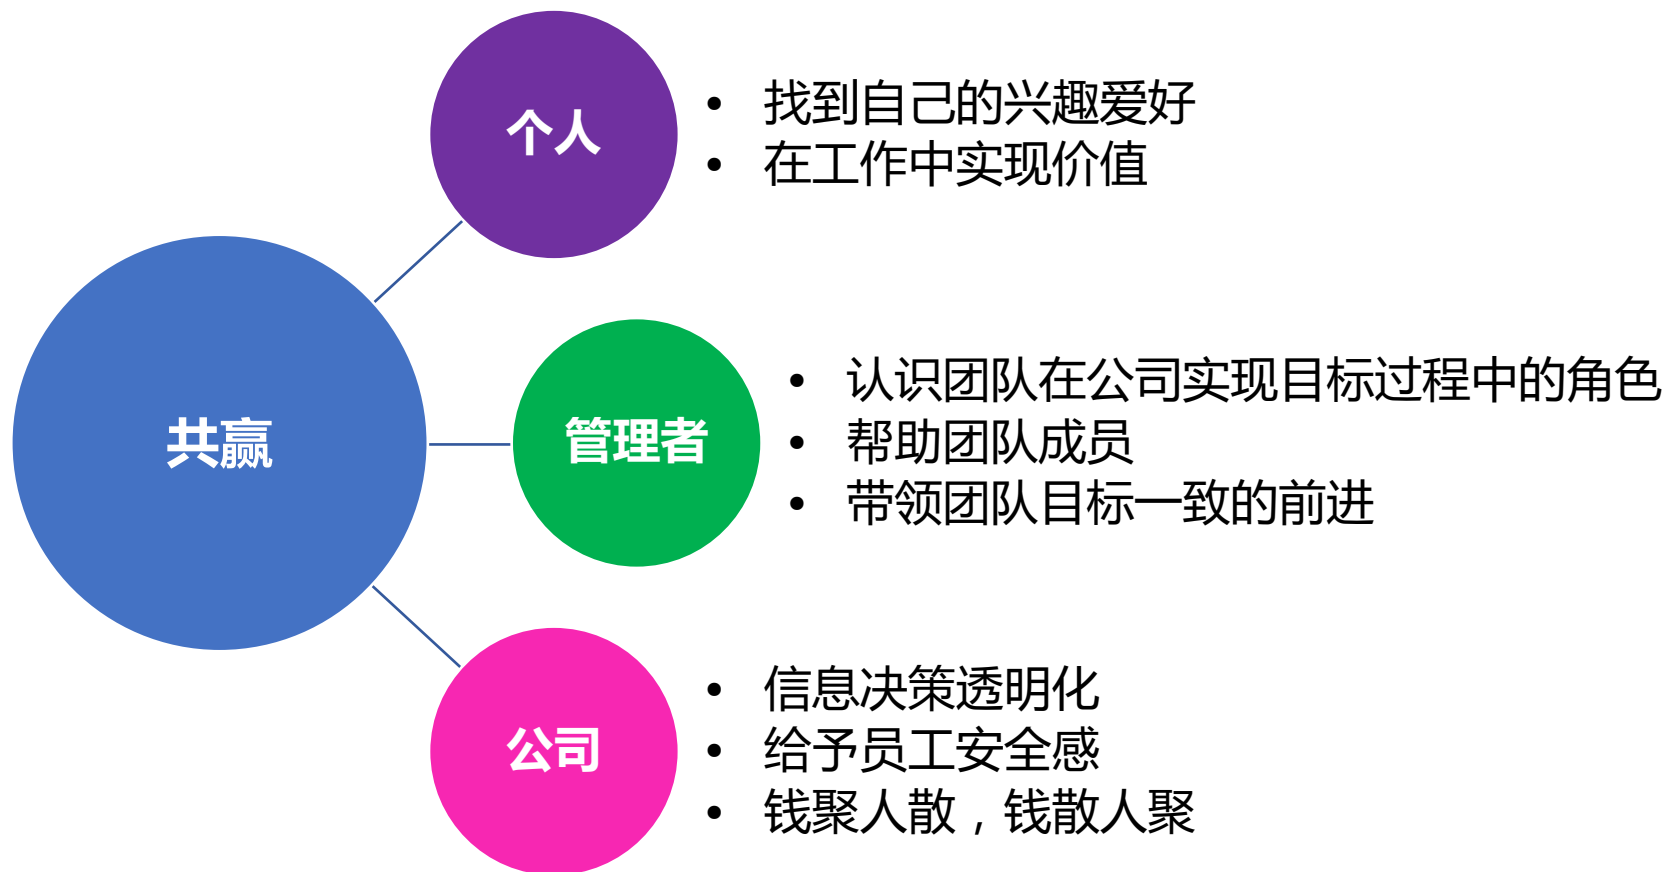 个人
• 找到自己的兴趣爱好
• 在工作中实现价值
共赢
管理者
• 认识团队在公司实现目标过程中的角色
• 帮助团队成员
• 带领团队目标一致的前进
公司
• 信息决策透明化
• 给予员工安全感
• 钱聚人散，钱散人聚